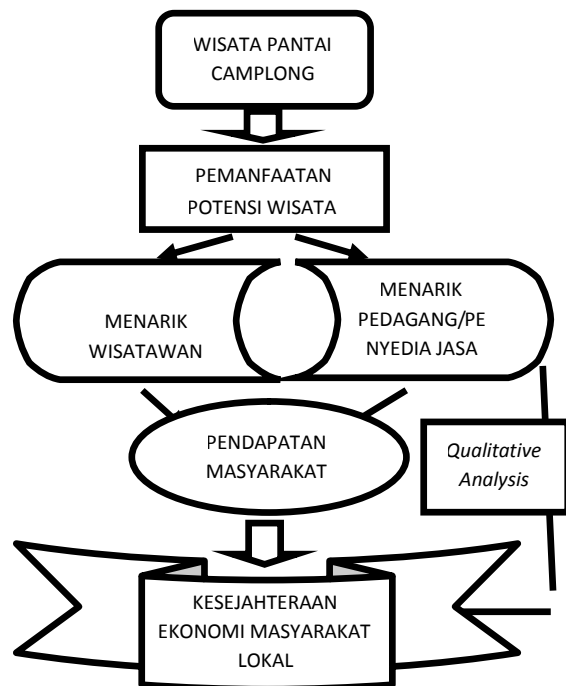 WISATA PANTAI
CAMPLONG
PEMANFAATAN
POTENSI WISATA
MENARIK
WISATAWAN
MENARIK
PEDAGANG/PE
NYEDIA JASA
PENDAPATAN
MASYARAKAT
Qualitative
Analysis
KESEJAHTERAAN
EKONOMI MASYARAKAT
LOKAL